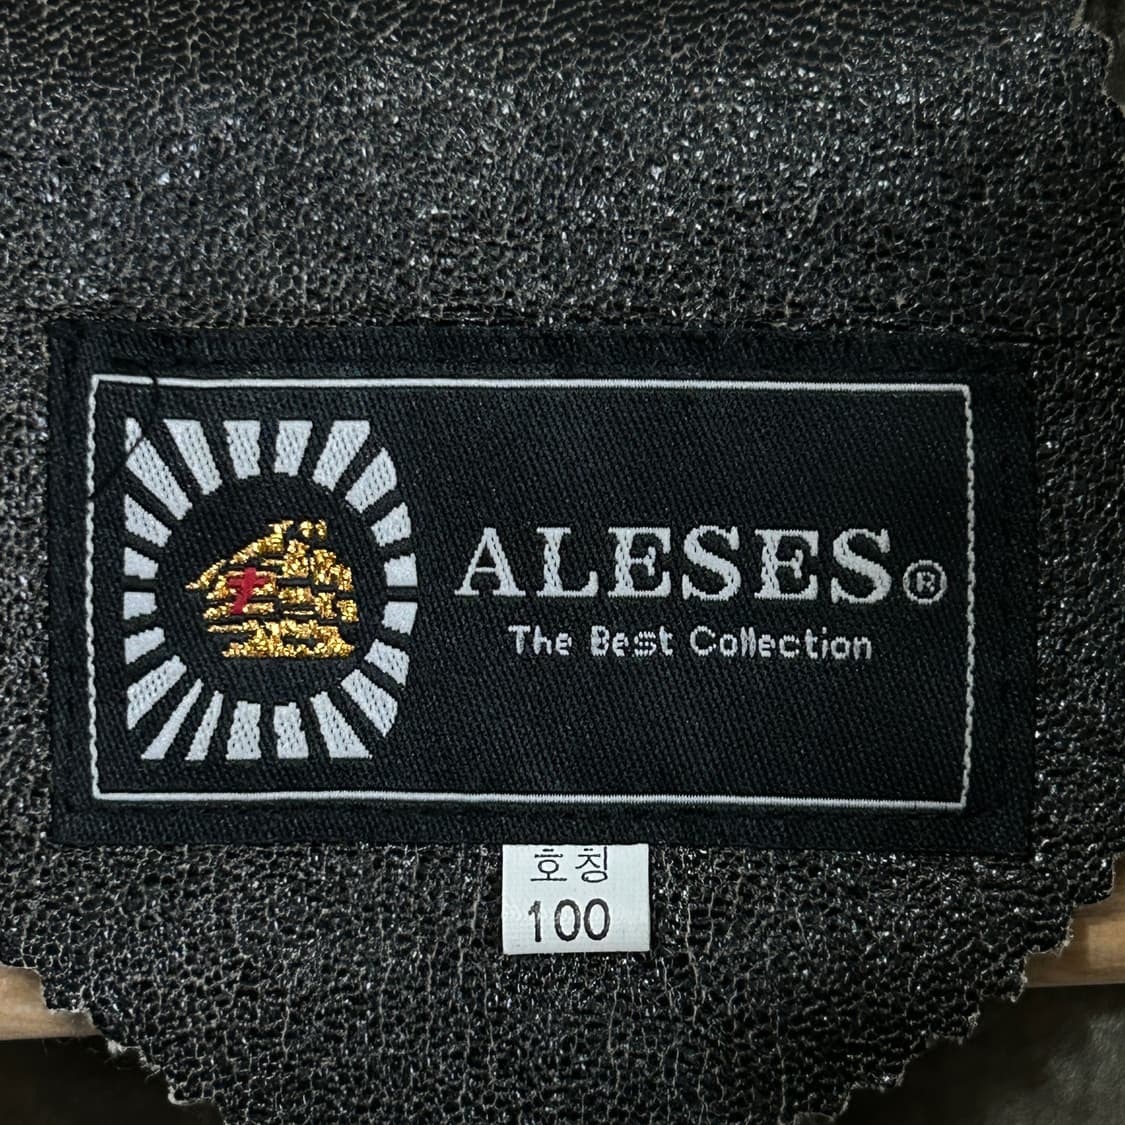 ALESES®
The Best Collection
호칭
100